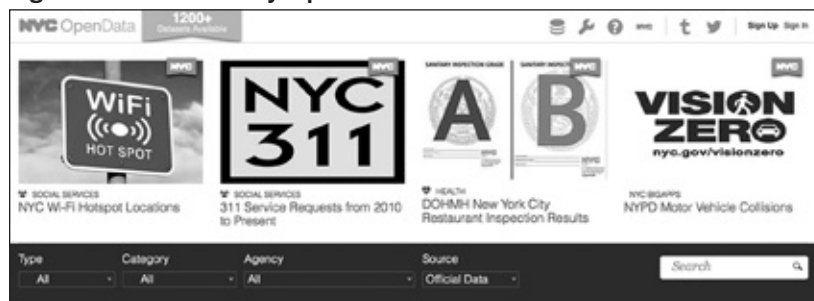 NYC OpenData
1200+
Datasets Available
Sign Up Sign In
NYC
WiFi
HOT SPOT
SOCIAL SERVICES
NYC Wi-Fi Hotspot Locations
NYC
NYC
311
SOCIAL SERVICES
311 Service Requests from 2010
to Present
SANITARY INSPECTION GRADE
NYC
A
B
HEALTH
DOHMH New York City
Restaurant Inspection Results
NYC
VISION
ZERO
nyc.gov/visionzero
NYC BIGAPPS
NYPD Motor Vehicle Collisions
Type Category Agency Source
All All All Official Data Search